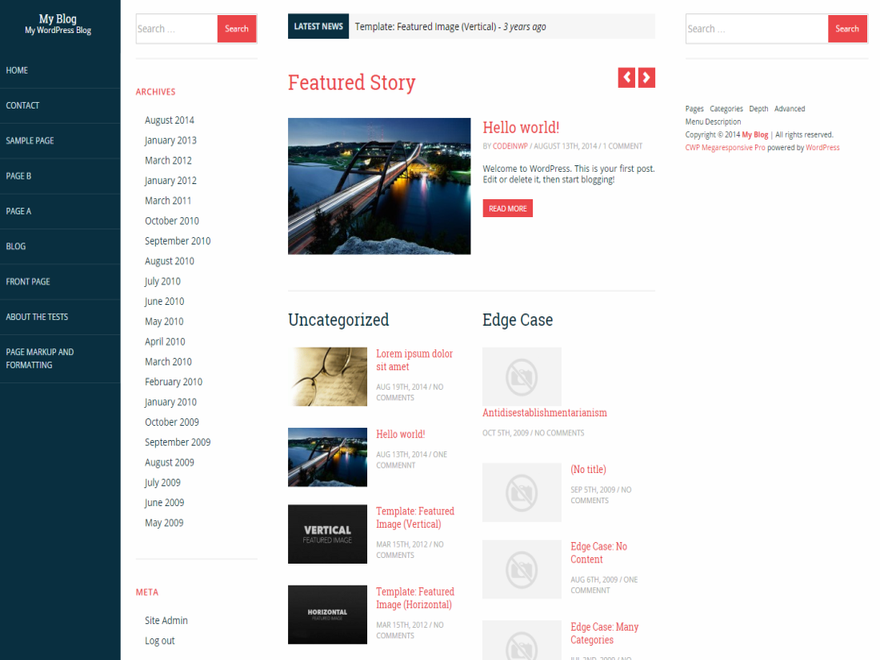 My Blog
My WordPress Blog
HOME
CONTACT
SAMPLE PAGE
PAGE B
PAGE A
BLOG
FRONT PAGE
ABOUT THE TESTS
PAGE MARKUP AND
FORMATTING
Search ...
Search
ARCHIVES
August 2014
January 2013
March 2012
January 2012
March 2011
October 2010
September 2010
August 2010
July 2010
June 2010
May 2010
April 2010
March 2010
February 2010
January 2010
October 2009
September 2009
August 2009
July 2009
June 2009
May 2009
META
Site Admin
Log out
LATEST NEWS
Template: Featured Image (Vertical) - 3 years ago
Featured Story
Hello world!
BY CODEINWP / AUGUST 13TH, 2014 / 1 COMMENT
Welcome to WordPress. This is your first post.
Edit or delete it, then start blogging!
READ MORE
Uncategorized
Lorem ipsum dolor
sit amet
AUG 19TH, 2014 / NO
COMMENTS
Hello world!
AUG 13TH, 2014 / ONE
COMMENNT
VERTICAL
FEATURED IMAGE
Template: Featured
Image (Vertical)
MAR 15TH, 2012 / NO
COMMENTS
HORIZONTAL
FEATURED IMAGE
Template: Featured
Image (Horizontal)
MAR 15TH, 2012 / NO
COMMENTS
Edge Case
Antidisestablishmentarianism
OCT 5TH, 2009 / NO COMMENTS
(No title)
SEP 5TH, 2009 / NO
COMMENTS
Edge Case: No
Content
AUG 6TH, 2009 / ONE
COMMENNT
Edge Case: Many
Categories
Search ...
Search
Pages Categories Depth Advanced
Menu Description
Copyright © 2014 My Blog | All rights reserved.
CWP Megaresponsive Pro powered by WordPress